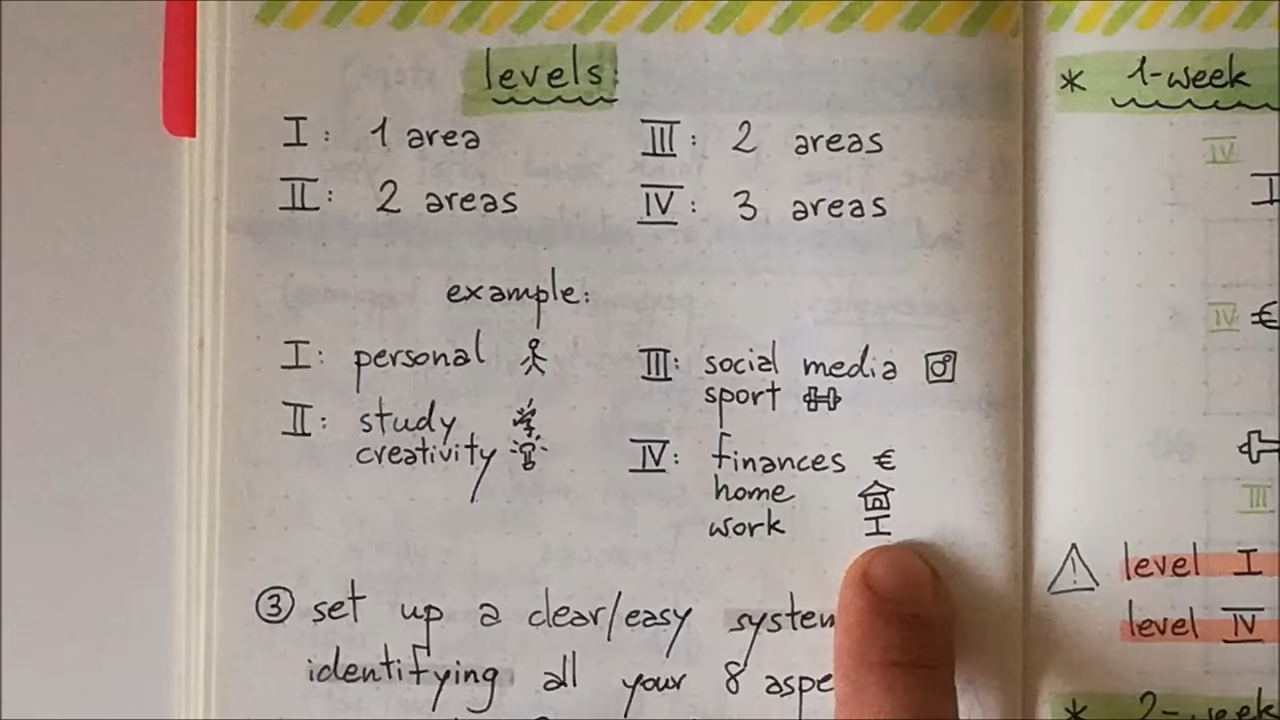 levels:
I: 1 area
II: 2 areas
III: 2 areas
IV: 3 areas
example:
I: personal
II: study
creativity
III: social media
sport
IV: finances €
home
work I
③ set up a clear/easy
identifying all your 8
* 1-week
IV
I
IV €
III
level I
level IV
* 2-week